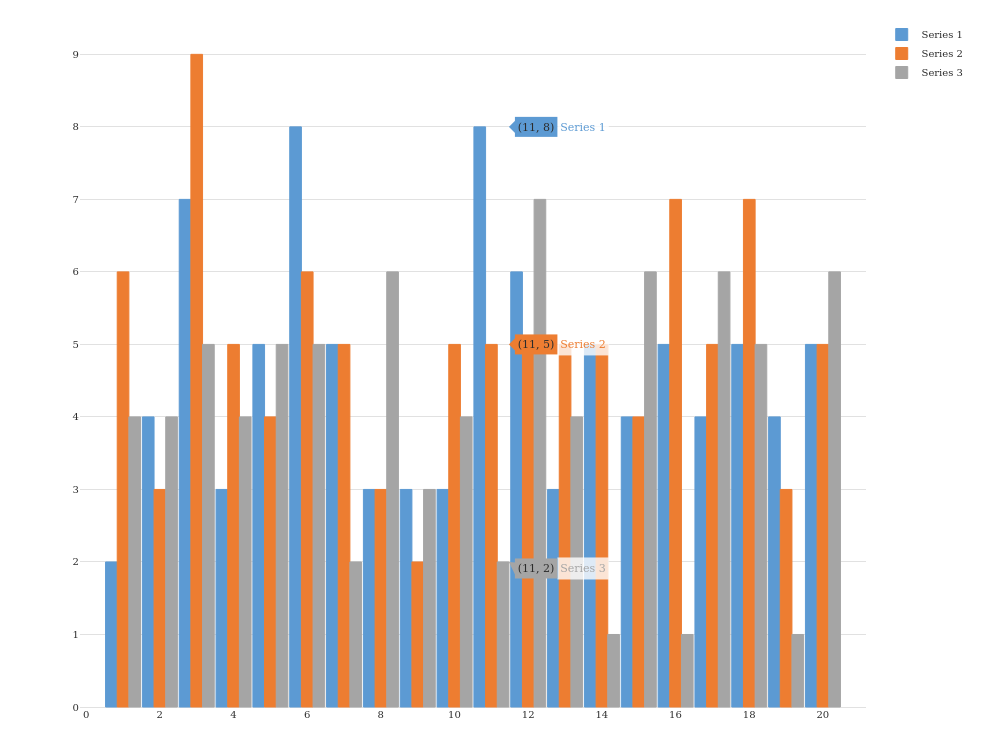 Series 1
Series 2
Series 3
9
8
7
6
5
4
3
2
1
0
(11, 8) Series 1
(11, 5) Series 2
(11, 2) Series 3
0 2 4 6 8 10 12 14 16 18 20